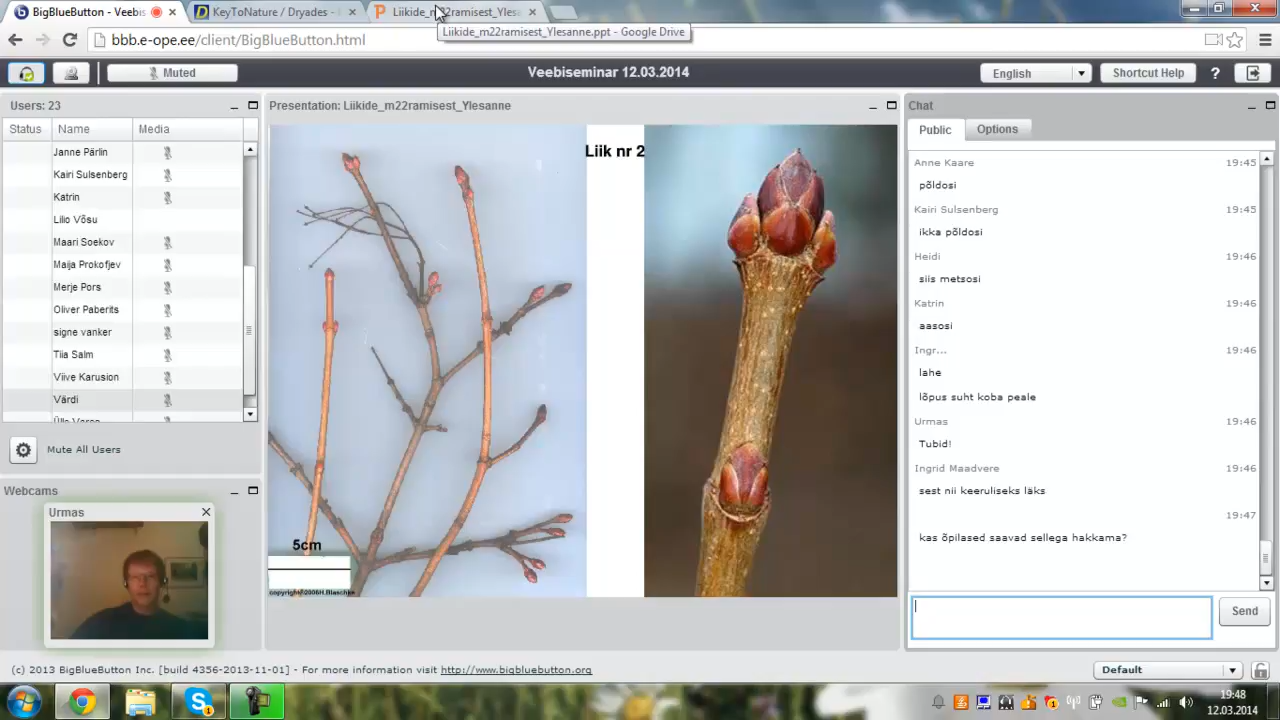 BigBlueButton - Veebis
KeyToNature / Dryades -
Liikide_m22ramisest_Ylesa
Liikide_m22ramisest_Ylesanne.ppt - Google Drive
bbb.e-ope.ee/client/BigBlueButton.html
Muted
Veebiseminar 12.03.2014
English
Shortcut Help
?
Users: 23
Status Name Media
Janne Pärlin
Kairi Sulsenberg
Katrin
Lilio Võsu
Maari Soekov
Maija Prokofjev
Merje Pors
Oliver Paberits
signe vanker
Tiia Salm
Viive Karusion
Värdi
Mute All Users
Webcams
Urmas
Presentation: Liikide_m22ramisest_Ylesanne
Liik nr 2
5cm
copyright©2006H.Blaschke
Chat
Public Options
Anne Kaare 19:45
põldosi
Kairi Sulsenberg 19:45
ikka põldosi
Heidi 19:46
siis metsosi
Katrin 19:46
aasosi
Ingr... 19:46
lahe
lõpus suht koba peale
Urmas 19:46
Tubid!
Ingrid Maadvere 19:46
sest nii keeruliseks läks
19:47
kas õpilased saavad sellega hakkama?
Send
(c) 2013 BigBlueButton Inc. [build 4356-2013-11-01] - For more information visit http://www.bigbluebutton.org
Default
19:48
12.03.2014